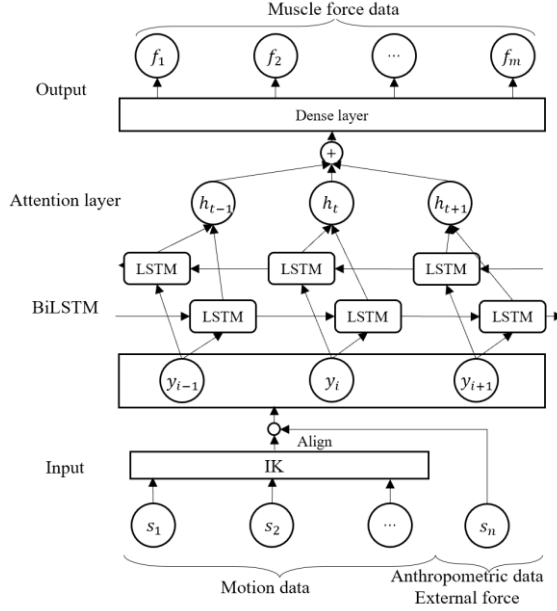 Muscle force data
f₁ f₂ ... fₘ
Output
Dense layer
+
Attention layer
hₜ₋₁ hₜ hₜ₊₁
LSTM LSTM LSTM
BiLSTM
LSTM LSTM LSTM
yᵢ₋₁ yᵢ yᵢ₊₁
Align
Input
IK
s₁ s₂ ... sₙ
Motion data
Anthropometric data
External force